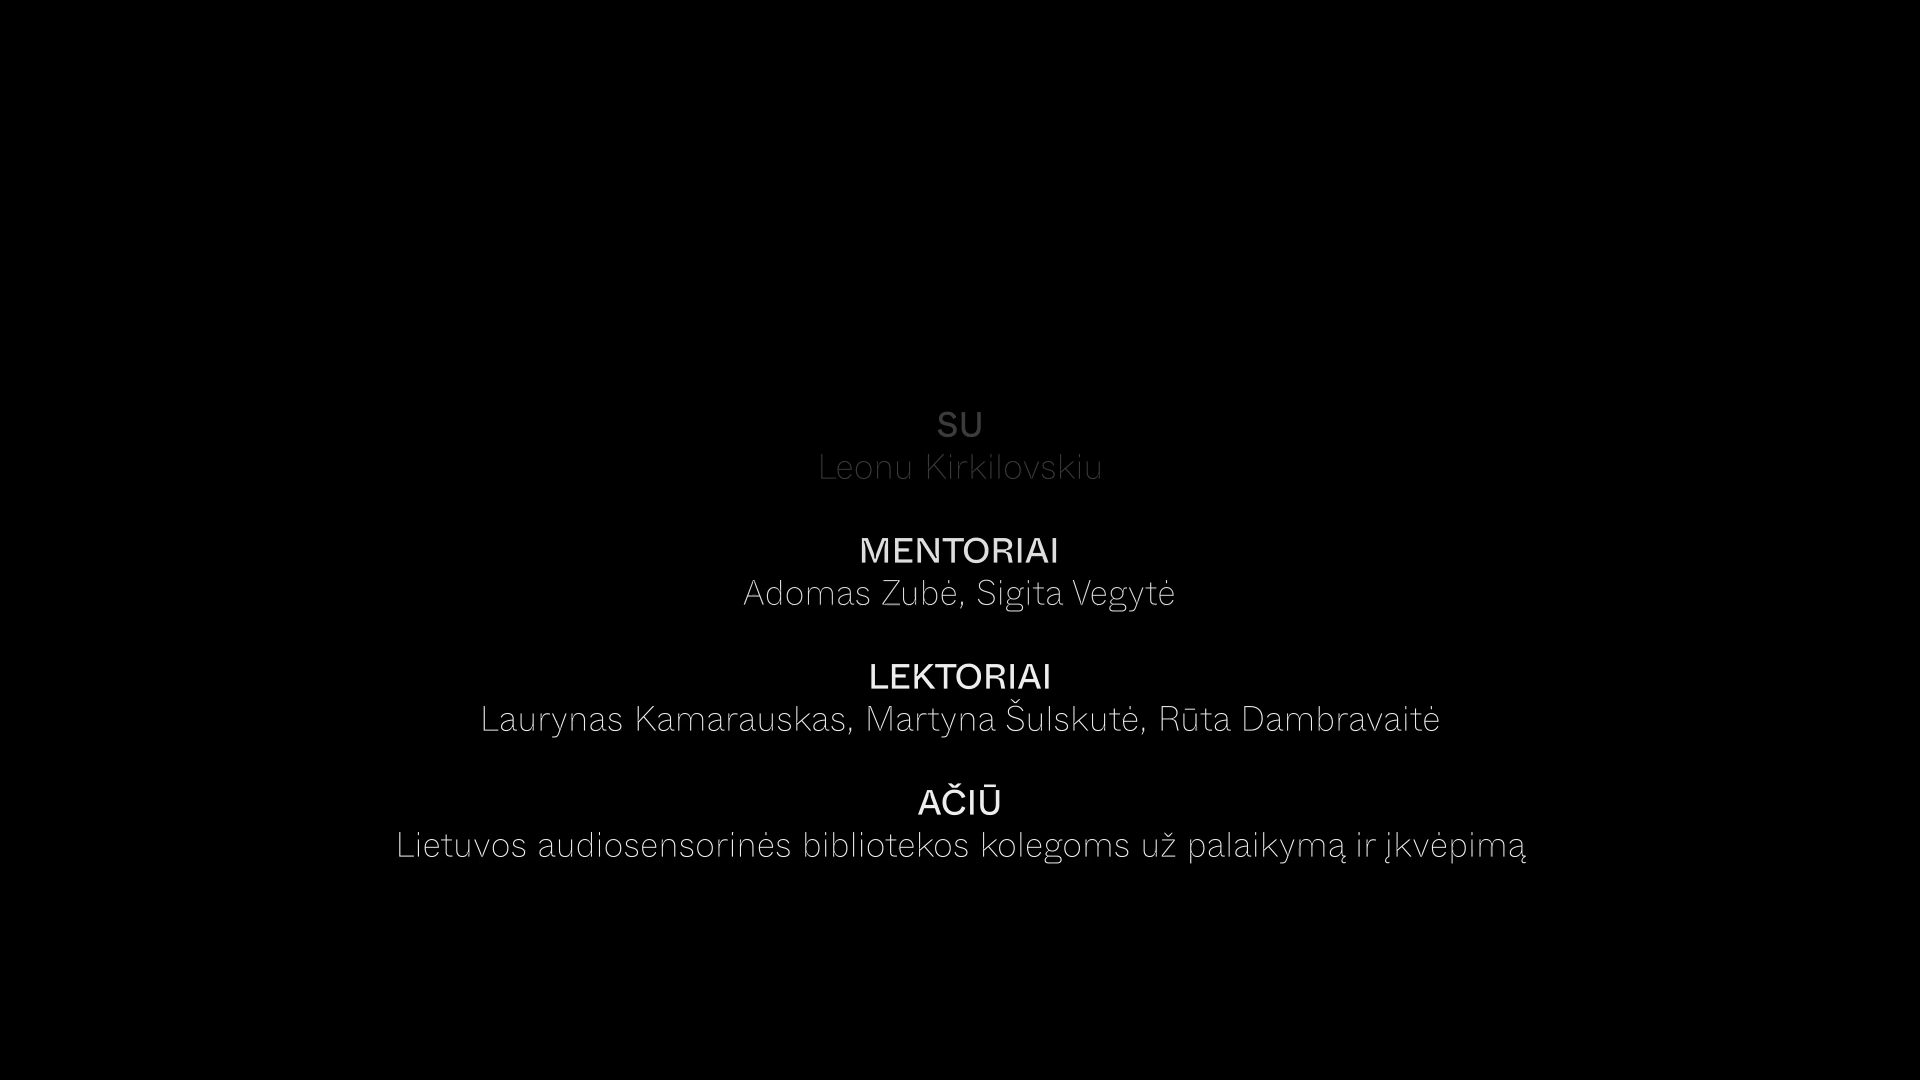 SU
Leonu Kirkilovskiu
MENTORIAI
Adomas Zubė, Sigita Vegytė
LEKTORIAI
Laurynas Kamarauskas, Martyna Šulskutė, Rūta Dambravaitė
AČIŪ
Lietuvos audiosensorinės bibliotekos kolegoms už palaikymą ir įkvėpimą